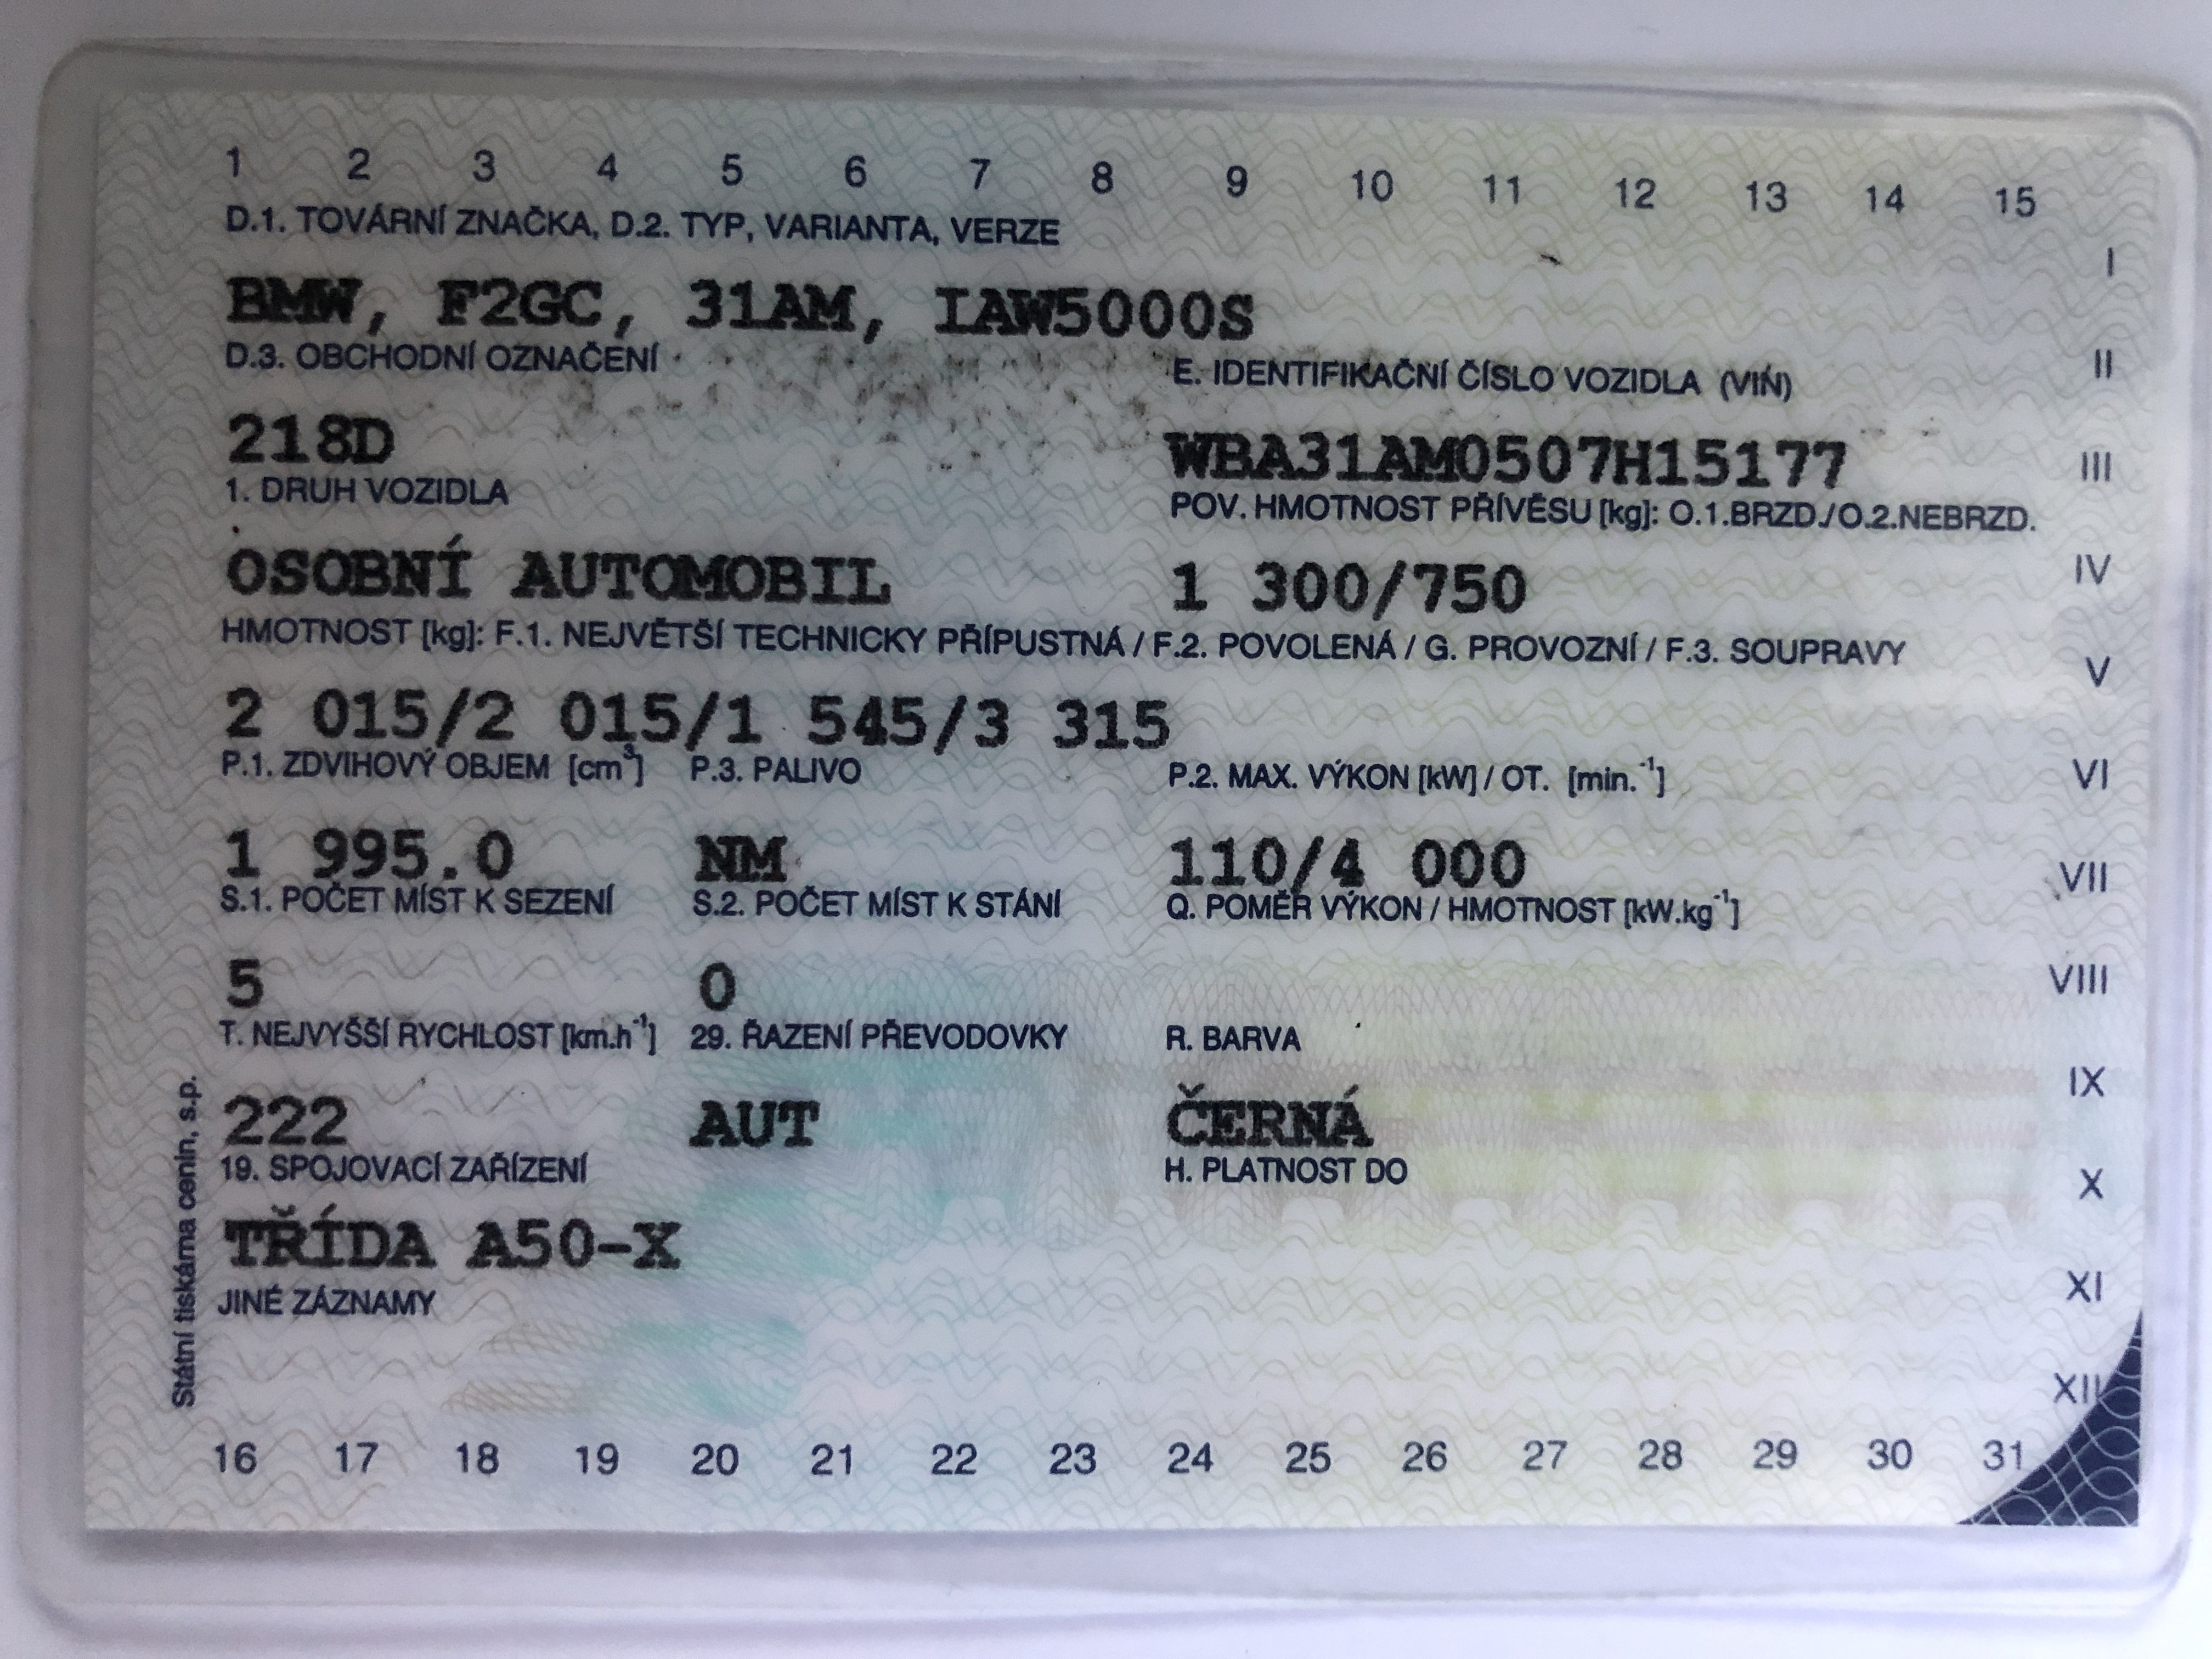 1 2 3 4 5 6 7 8 9 10 11 12 13 14 15
D.1. TOVÁRNÍ ZNAČKA, D.2. TYP, VARIANTA, VERZE
I
BMW, F2GC, 31AM, IAW5000S
D.3. OBCHODNÍ OZNAČENÍ E. IDENTIFIKAČNÍ ČÍSLO VOZIDLA (VIN)
II
218D WBA31AM0507H15177
III
1. DRUH VOZIDLA POV. HMOTNOST PŘÍVĚSU [kg]: O.1.BRZD./O.2.NEBRZD.
OSOBNÍ AUTOMOBIL 1 300/750
IV
HMOTNOST [kg]: F.1. NEJVĚTŠÍ TECHNICKY PŘÍPUSTNÁ / F.2. POVOLENÁ / G. PROVOZNÍ / F.3. SOUPRAVY
V
2 015/2 015/1 545/3 315
P.1. ZDVIHOVÝ OBJEM [cm³] P.3. PALIVO P.2. MAX. VÝKON [kW] / OT. [min.⁻¹]
VI
1 995.0 NM 110/4 000
VII
S.1. POČET MÍST K SEZENÍ S.2. POČET MÍST K STÁNÍ Q. POMĚR VÝKON / HMOTNOST [kW.kg⁻¹]
5 0
VIII
T. NEJVYŠŠÍ RYCHLOST [km.h⁻¹] 29. ŘAZENÍ PŘEVODOVKY R. BARVA
IX
222 AUT ČERNÁ
19. SPOJOVACÍ ZAŘÍZENÍ H. PLATNOST DO
X
TŘÍDA A50-X
XI
JINÉ ZÁZNAMY
XII
Státní tiskárna cenin, s.p.
16 17 18 19 20 21 22 23 24 25 26 27 28 29 30 31